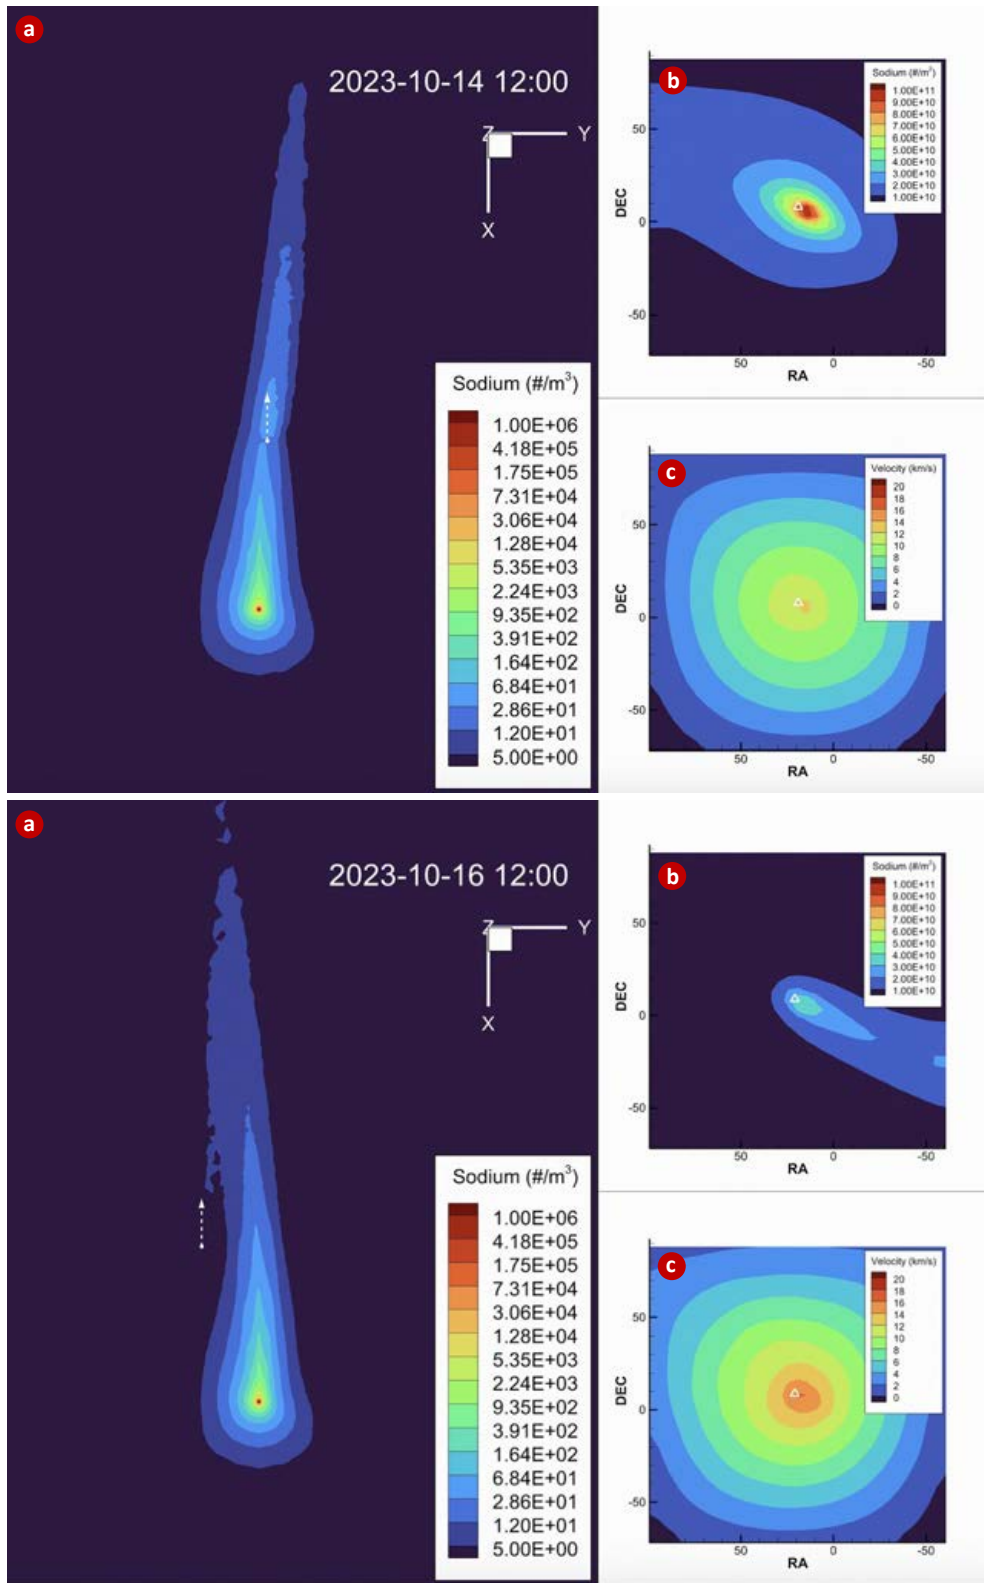 a
2023-10-14 12:00
Z
Y
X
Sodium (#/m³)
1.00E+06
4.18E+05
1.75E+05
7.31E+04
3.06E+04
1.28E+04
5.35E+03
2.24E+03
9.35E+02
3.91E+02
1.64E+02
6.84E+01
2.86E+01
1.20E+01
5.00E+00
b
Sodium (#/m²)
1.00E+11
9.00E+10
8.00E+10
7.00E+10
6.00E+10
5.00E+10
4.00E+10
3.00E+10
2.00E+10
1.00E+10
DEC
50
0
-50
50
0
-50
RA
c
Velocity (km/s)
20
18
16
14
12
10
8
6
4
2
0
DEC
50
0
-50
50
0
-50
RA
a
2023-10-16 12:00
Z
Y
X
Sodium (#/m³)
1.00E+06
4.18E+05
1.75E+05
7.31E+04
3.06E+04
1.28E+04
5.35E+03
2.24E+03
9.35E+02
3.91E+02
1.64E+02
6.84E+01
2.86E+01
1.20E+01
5.00E+00
b
Sodium (#/m²)
1.00E+11
9.00E+10
8.00E+10
7.00E+10
6.00E+10
5.00E+10
4.00E+10
3.00E+10
2.00E+10
1.00E+10
DEC
50
0
-50
50
0
-50
RA
c
Velocity (km/s)
20
18
16
14
12
10
8
6
4
2
0
DEC
50
0
-50
50
0
-50
RA